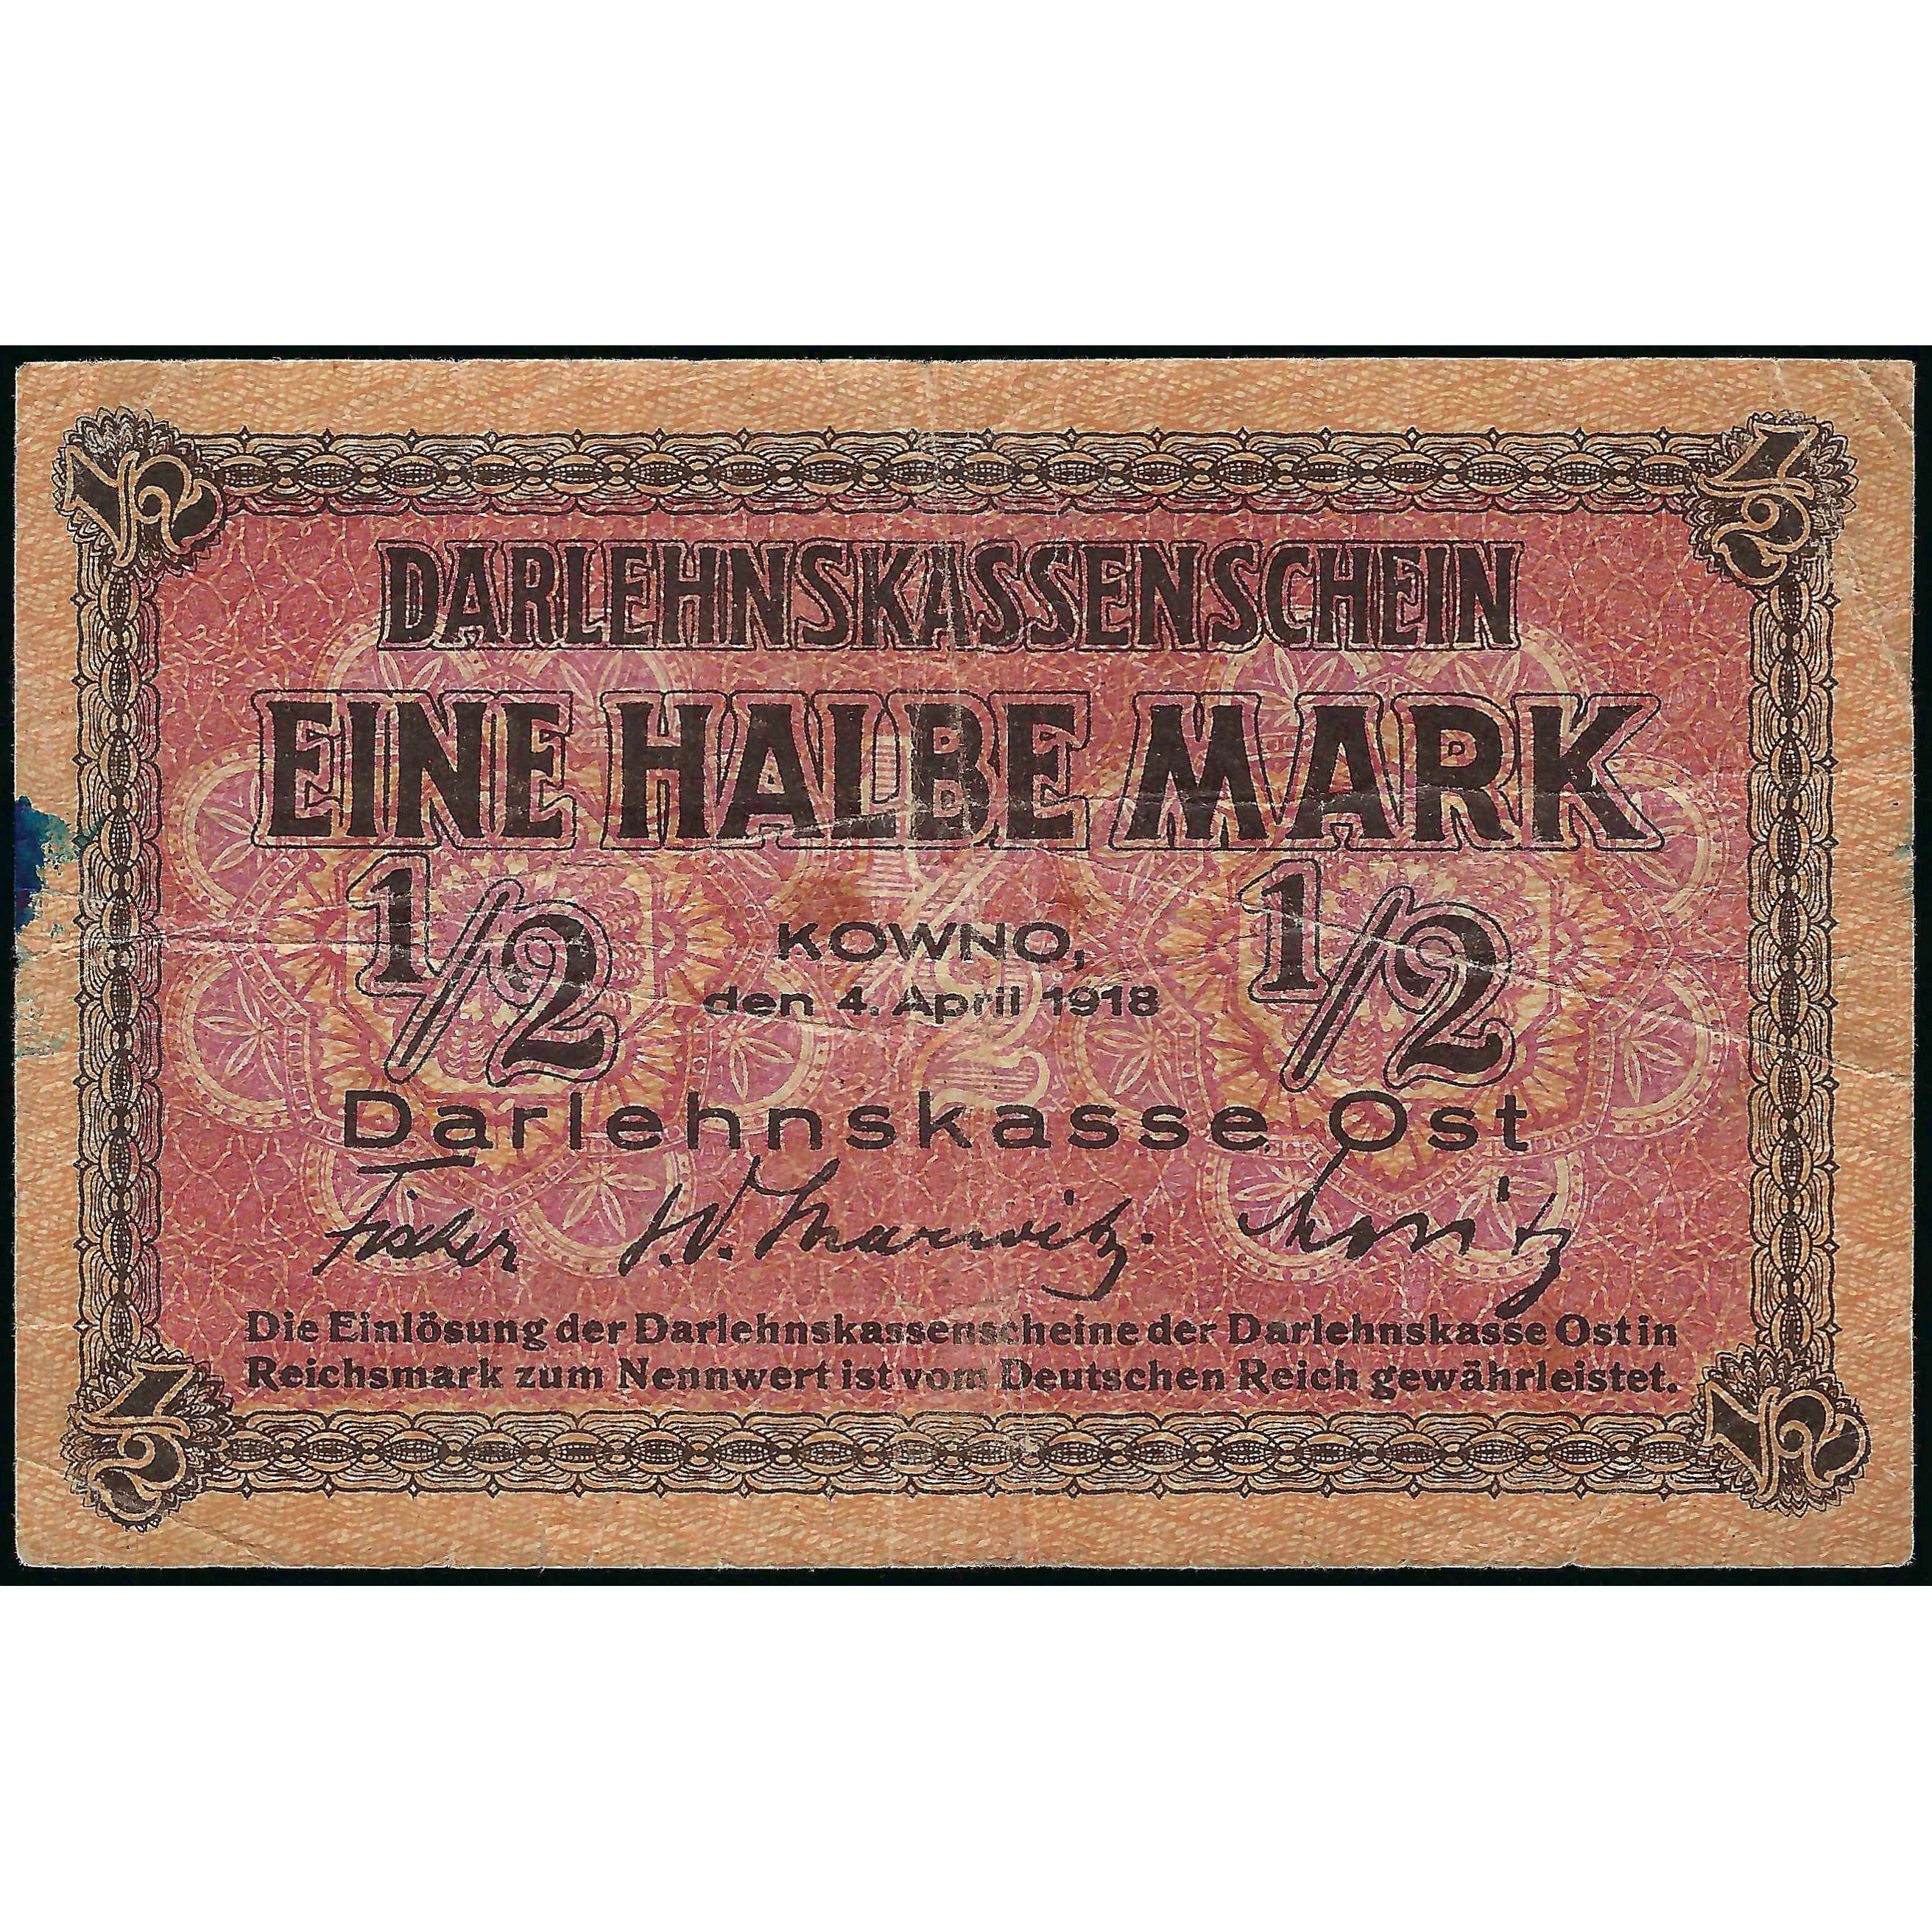 1/2 1/2
DARLEHNSKASSENSCHEIN
EINE HALBE MARK
1/2 1/2
KOWNO,
den 4. April 1918
Darlehnskasse Ost
Fischer
Die Einlösung der Darlehnskassenscheine der Darlehnskasse Ost in
Reichsmark zum Nennwert ist vom Deutschen Reich gewährleistet.
1/2 1/2